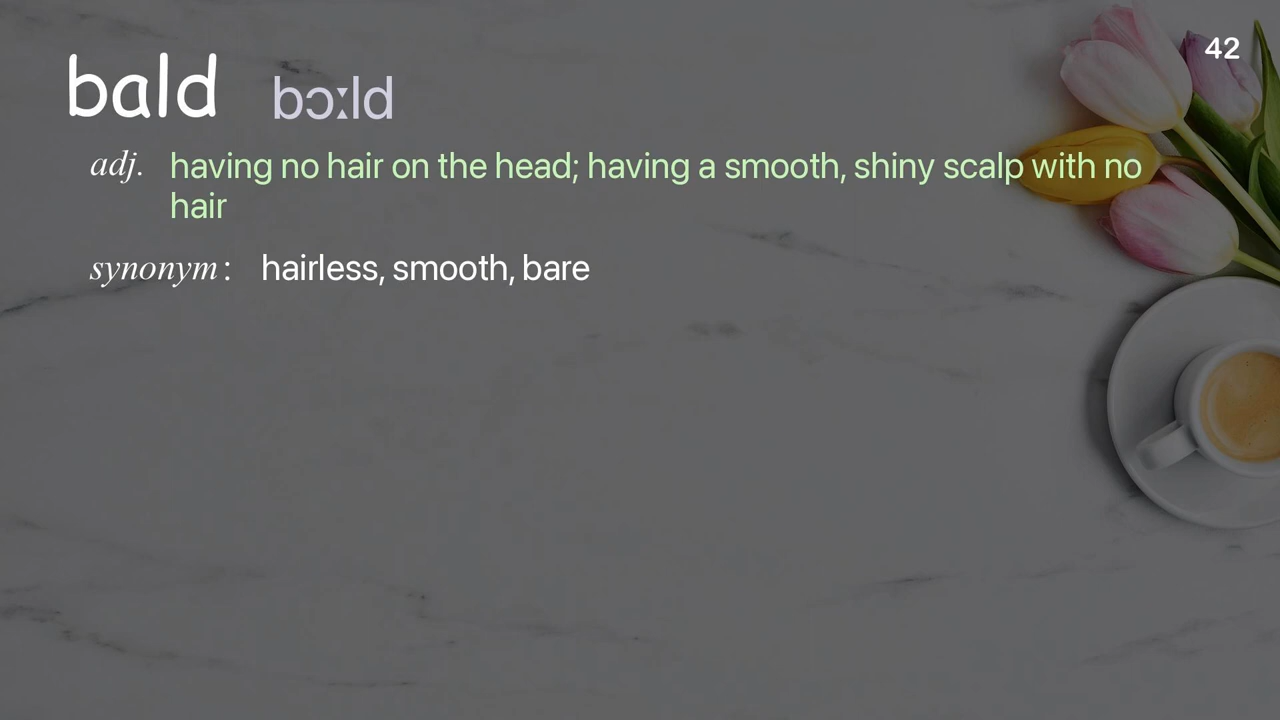 42
bald bɔːld
adj. having no hair on the head; having a smooth, shiny scalp with no
hair
synonym: hairless, smooth, bare